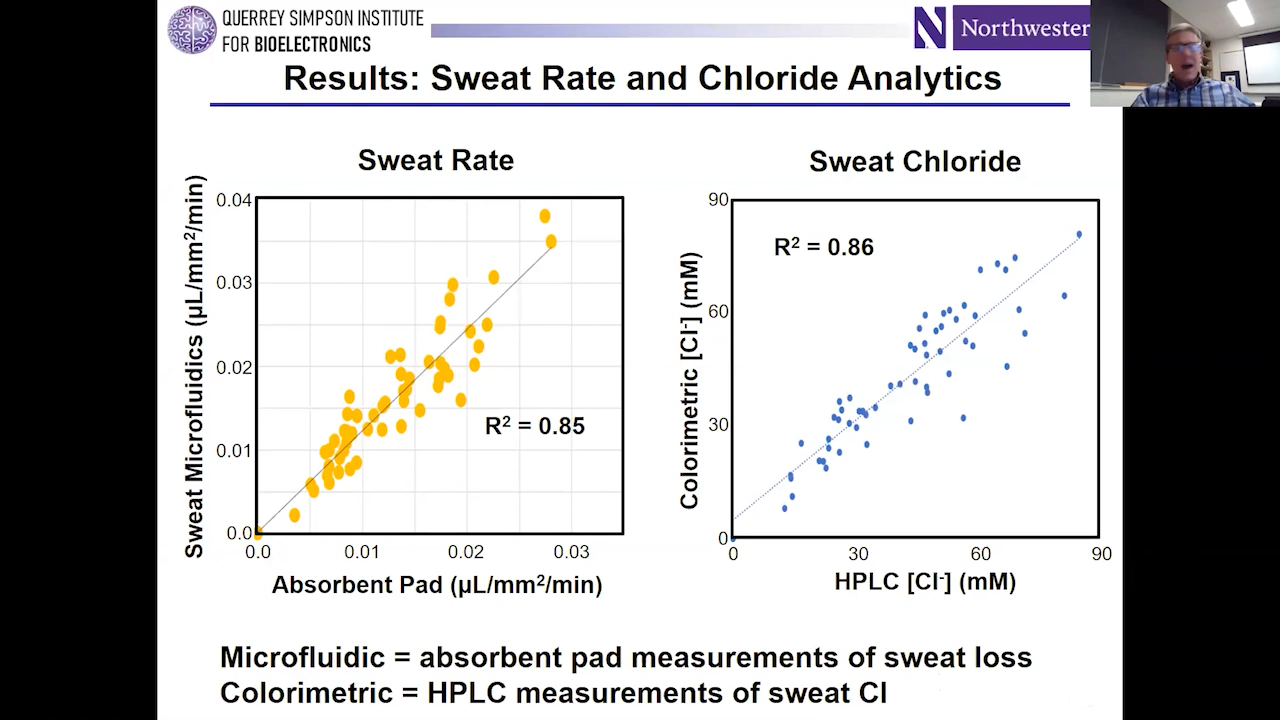 QUERREY SIMPSON INSTITUTE
FOR BIOELECTRONICS
N Northwester
Results: Sweat Rate and Chloride Analytics
Sweat Rate
Sweat Microfluidics (µL/mm²/min)
0.04
0.03
0.02
0.01
0.0
R² = 0.85
0.0 0.01 0.02 0.03
Absorbent Pad (µL/mm²/min)
Sweat Chloride
Colorimetric [Cl⁻] (mM)
90
60
30
0
R² = 0.86
0 30 60 90
HPLC [Cl⁻] (mM)
Microfluidic = absorbent pad measurements of sweat loss
Colorimetric = HPLC measurements of sweat Cl